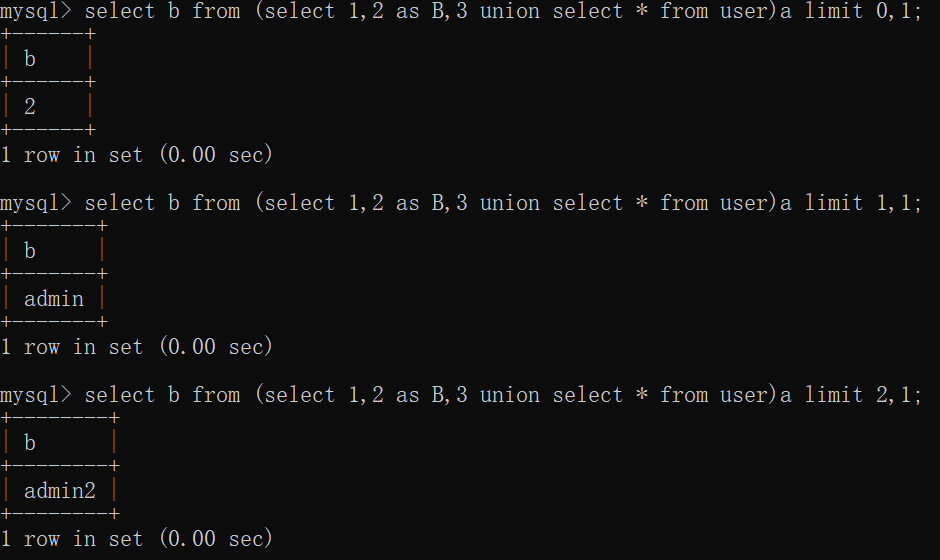 mysql> select b from (select 1,2 as B,3 union select * from user)a limit 0,1;
+------+
| b    |
+------+
| 2    |
+------+
1 row in set (0.00 sec)
mysql> select b from (select 1,2 as B,3 union select * from user)a limit 1,1;
+-------+
| b     |
+-------+
| admin |
+-------+
1 row in set (0.00 sec)
mysql> select b from (select 1,2 as B,3 union select * from user)a limit 2,1;
+--------+
| b      |
+--------+
| admin2 |
+--------+
1 row in set (0.00 sec)